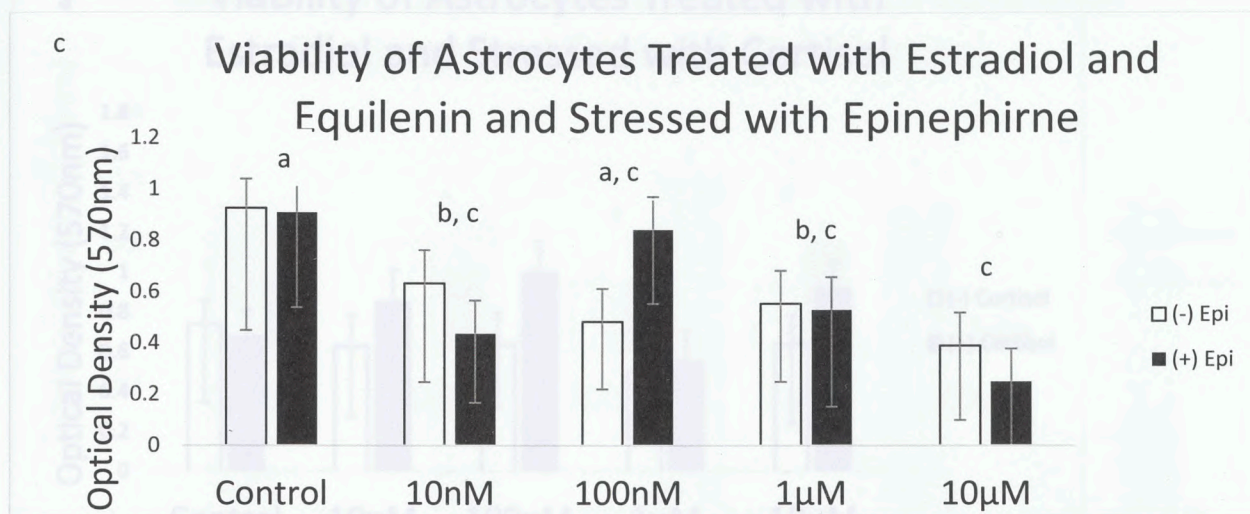 c
Viability of Astrocytes Treated with Estradiol and
Equilenin and Stressed with Epinephirne
Optical Density (570nm)
1.2
1
0.8
0.6
0.4
0.2
0
a
b, c
a, c
b, c
c
(-) Epi
(+) Epi
Control
10nM
100nM
1µM
10µM